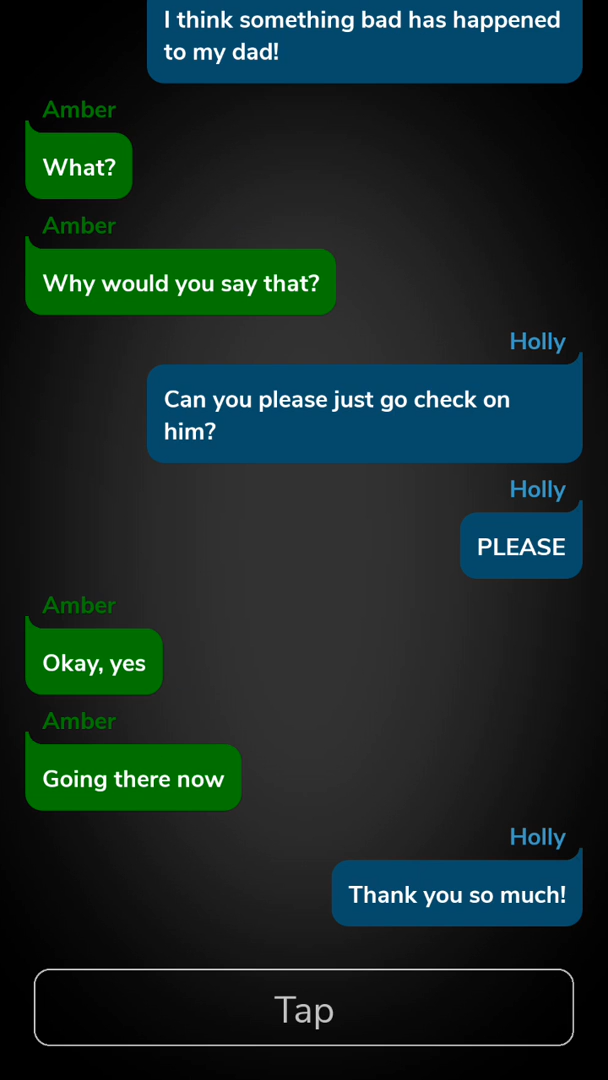 I think something bad has happened
to my dad!
Amber
What?
Amber
Why would you say that?
Holly
Can you please just go check on
him?
Holly
PLEASE
Amber
Okay, yes
Amber
Going there now
Holly
Thank you so much!
Tap